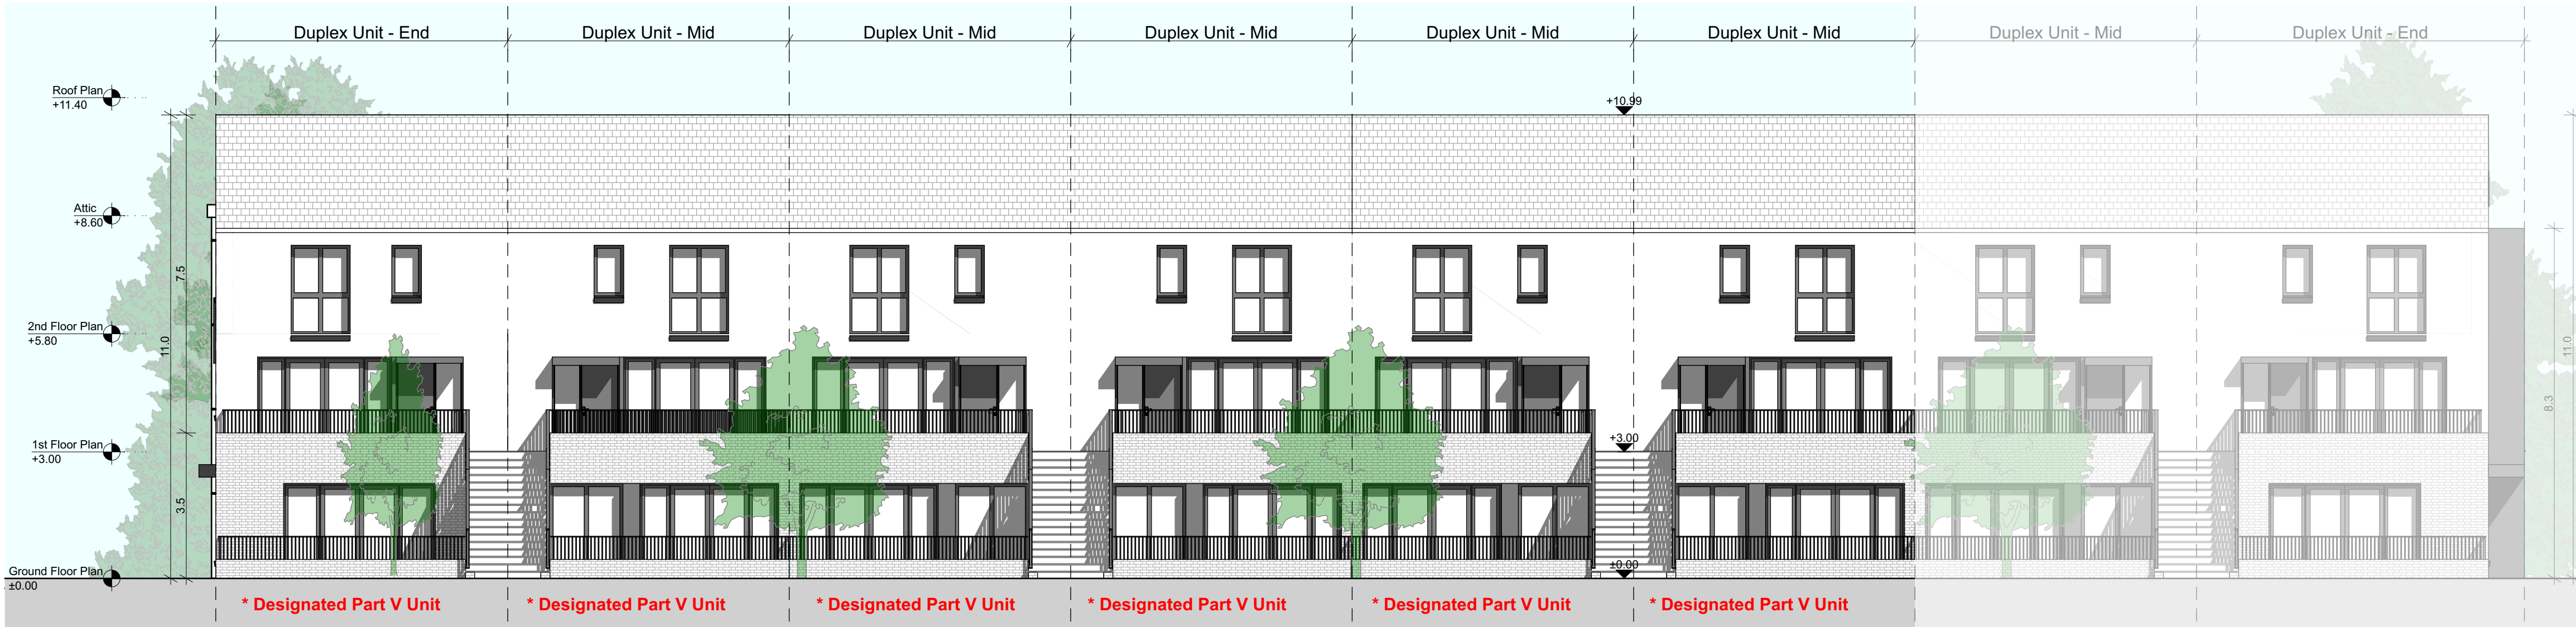 Duplex Unit - End
Duplex Unit - Mid
Duplex Unit - Mid
Duplex Unit - Mid
Duplex Unit - Mid
Duplex Unit - Mid
Duplex Unit - Mid
Duplex Unit - End
Roof Plan
+11.40
+10.99
Attic
+8.60
7.5
2nd Floor Plan
+5.80
11.0
11.0
8.3
1st Floor Plan
+3.00
+3.00
3.5
Ground Floor Plan
±0.00
±0.00
* Designated Part V Unit
* Designated Part V Unit
* Designated Part V Unit
* Designated Part V Unit
* Designated Part V Unit
* Designated Part V Unit